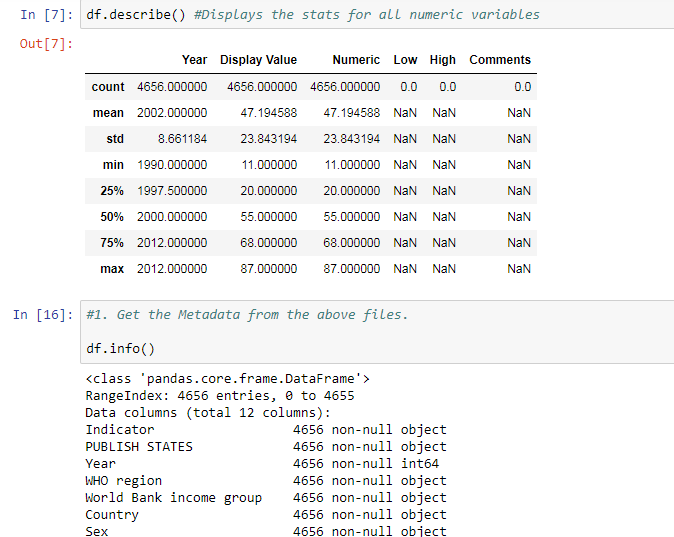 In [7]: df.describe() #Displays the stats for all numeric variables
Out[7]:
Year Display Value Numeric Low High Comments
count 4656.000000 4656.000000 4656.000000 0.0 0.0 0.0
mean 2002.000000 47.194588 47.194588 NaN NaN NaN
std 8.661184 23.843194 23.843194 NaN NaN NaN
min 1990.000000 11.000000 11.000000 NaN NaN NaN
25% 1997.500000 20.000000 20.000000 NaN NaN NaN
50% 2000.000000 55.000000 55.000000 NaN NaN NaN
75% 2012.000000 68.000000 68.000000 NaN NaN NaN
max 2012.000000 87.000000 87.000000 NaN NaN NaN
In [16]: #1. Get the Metadata from the above files.
df.info()
<class 'pandas.core.frame.DataFrame'>
RangeIndex: 4656 entries, 0 to 4655
Data columns (total 12 columns):
Indicator 4656 non-null object
PUBLISH STATES 4656 non-null object
Year 4656 non-null int64
WHO region 4656 non-null object
World Bank income group 4656 non-null object
Country 4656 non-null object
Sex 4656 non-null object